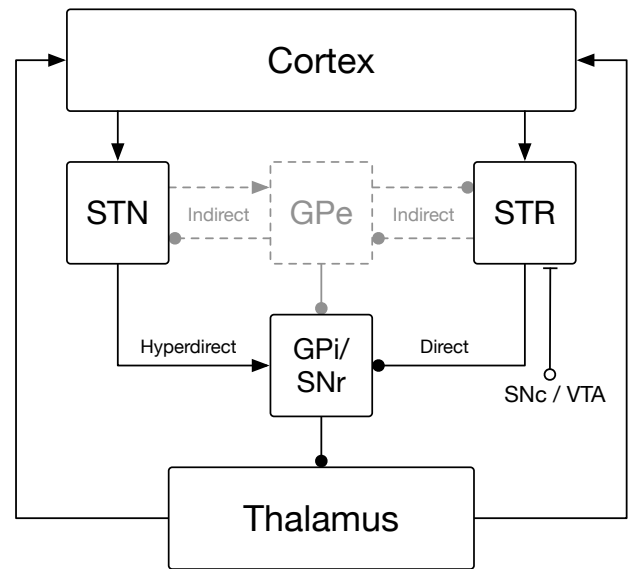 Cortex
STN
Indirect
GPe
Indirect
STR
Hyperdirect
GPi/
SNr
Direct
SNc / VTA
Thalamus